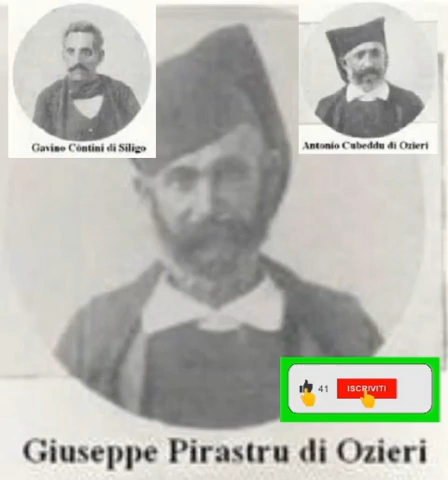 Gavino Còntini di Siligo
Antonio Cubeddu di Ozieri
41
ISCRIVITI
Giuseppe Pirastru di Ozieri